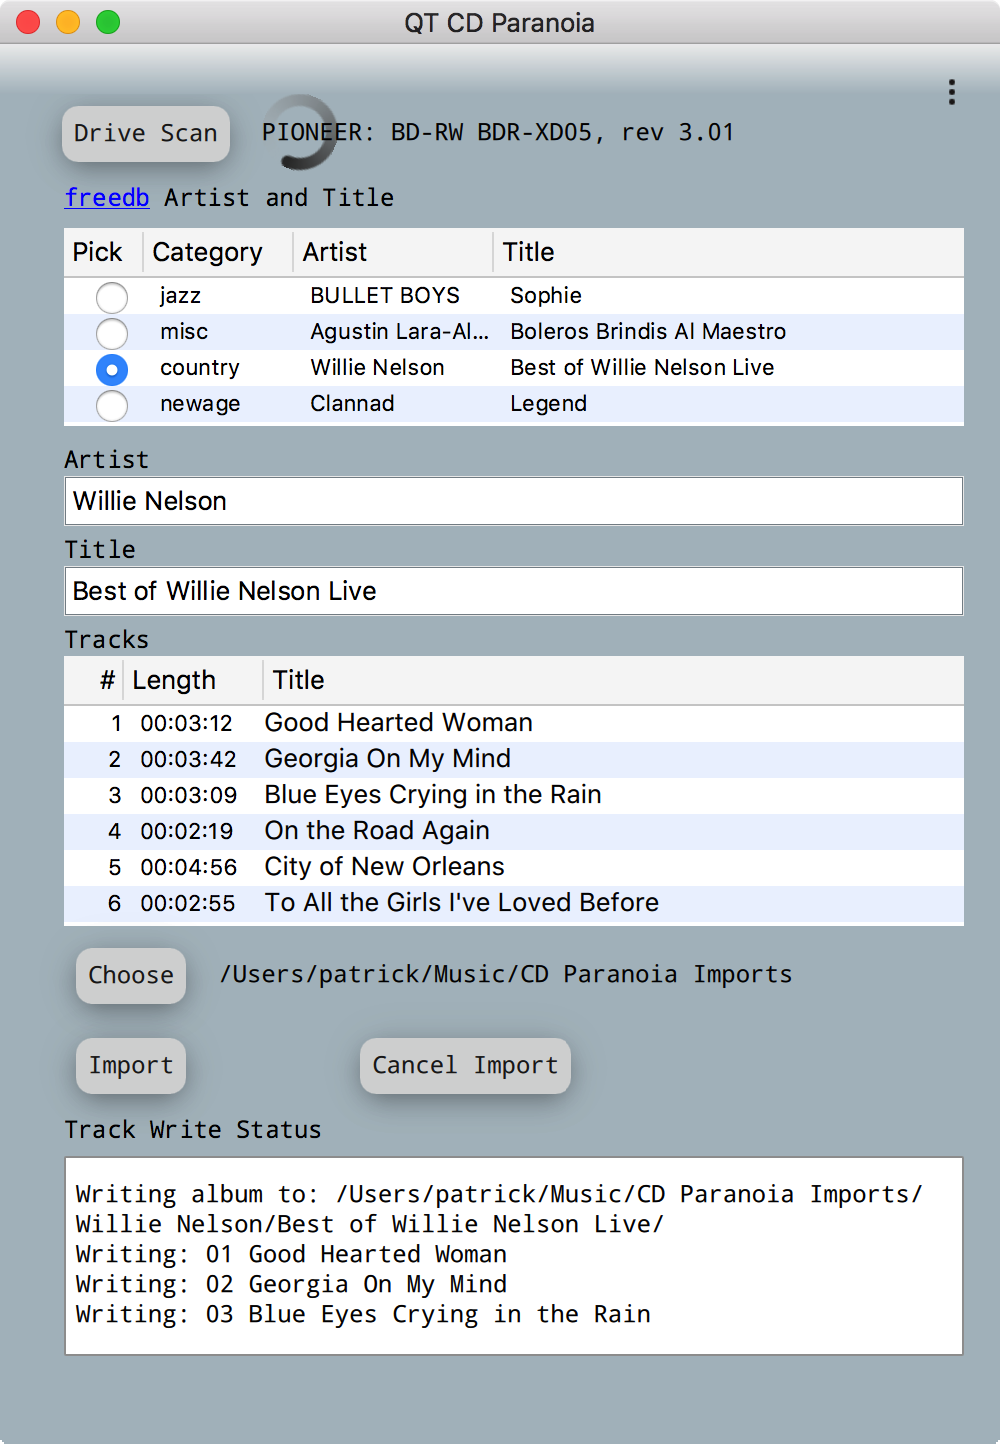 QT CD Paranoia
Drive Scan PIONEER: BD-RW BDR-XD05, rev 3.01
freedb Artist and Title
Pick Category Artist Title
jazz BULLET BOYS Sophie
misc Agustin Lara-Al... Boleros Brindis Al Maestro
country Willie Nelson Best of Willie Nelson Live
newage Clannad Legend
Artist
Willie Nelson
Title
Best of Willie Nelson Live
Tracks
# Length Title
1 00:03:12 Good Hearted Woman
2 00:03:42 Georgia On My Mind
3 00:03:09 Blue Eyes Crying in the Rain
4 00:02:19 On the Road Again
5 00:04:56 City of New Orleans
6 00:02:55 To All the Girls I've Loved Before
Choose /Users/patrick/Music/CD Paranoia Imports
Import Cancel Import
Track Write Status
Writing album to: /Users/patrick/Music/CD Paranoia Imports/
Willie Nelson/Best of Willie Nelson Live/
Writing: 01 Good Hearted Woman
Writing: 02 Georgia On My Mind
Writing: 03 Blue Eyes Crying in the Rain